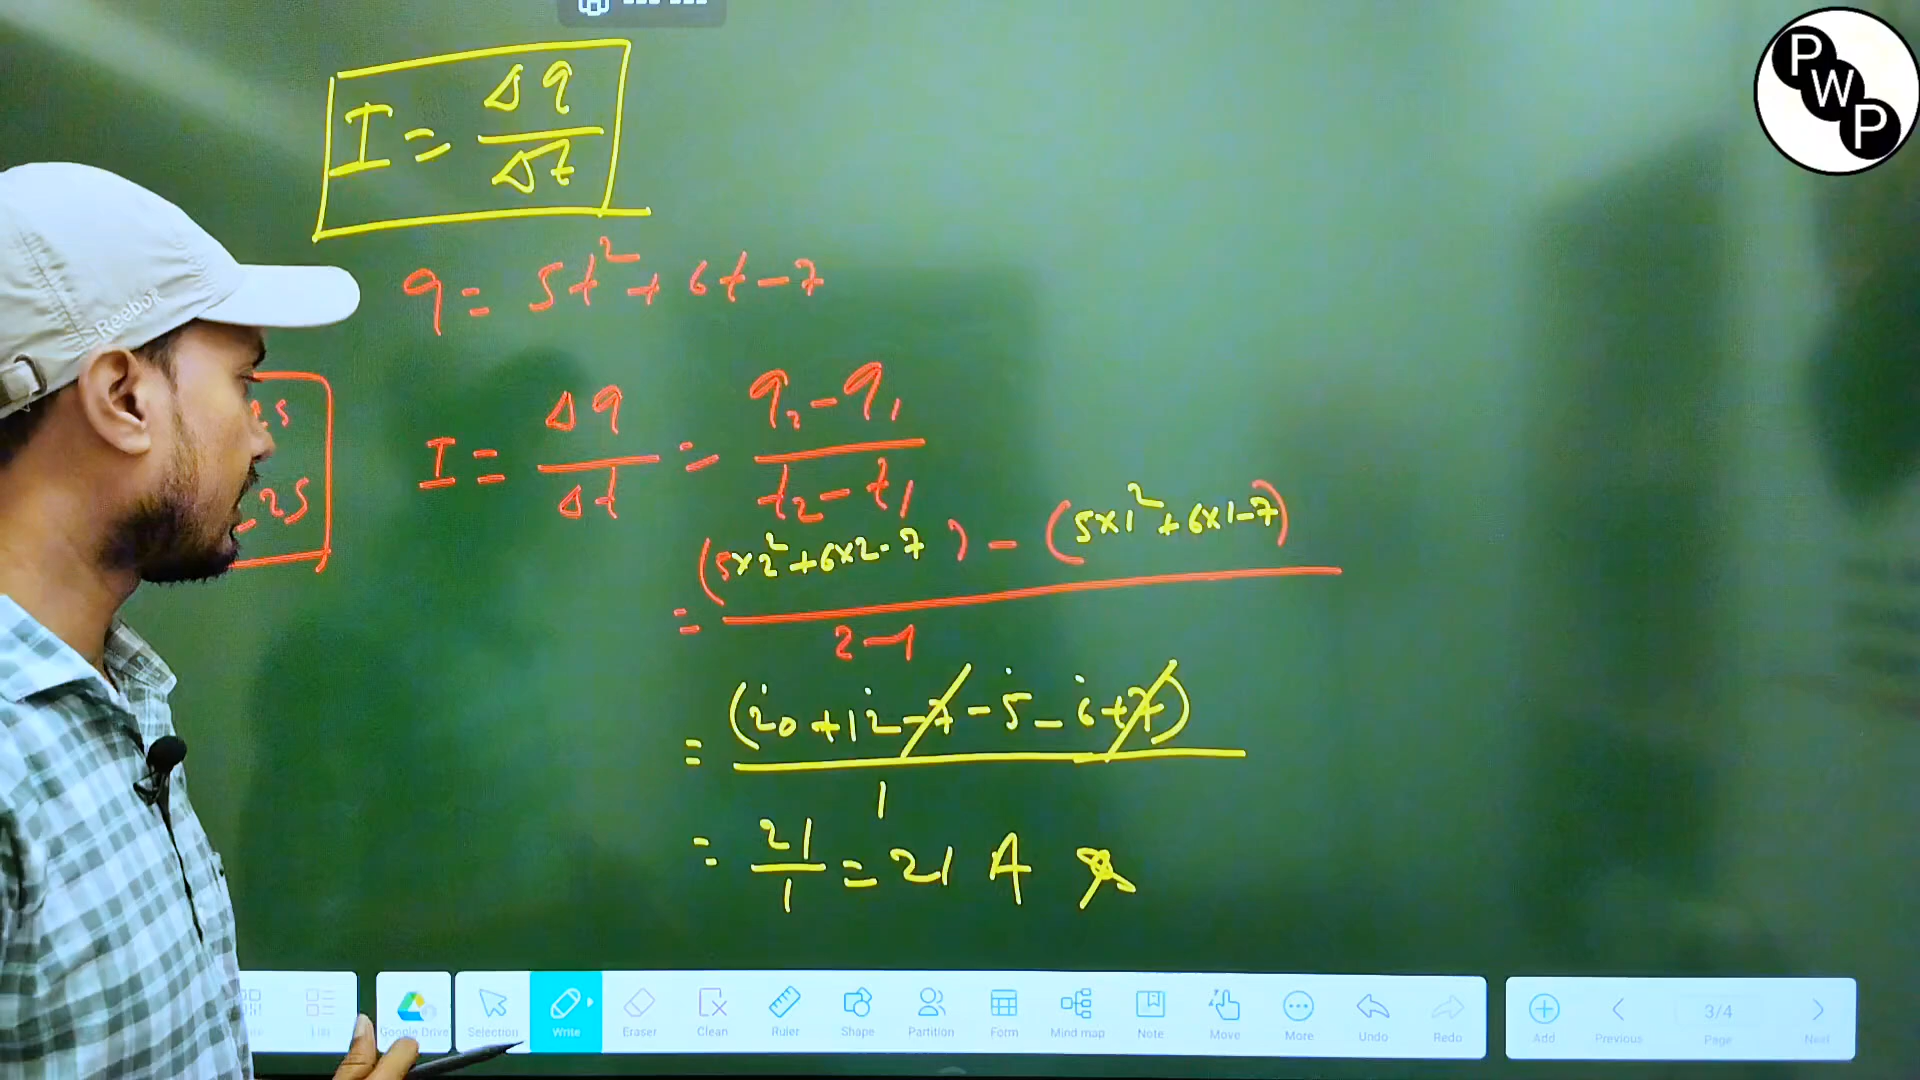 I = Δq/Δt
q = 5t² + 6t - 7
I = Δq/Δt = q₂ - q₁/t₂ - t₁
= (5×2² + 6×2 - 7) - (5×1² + 6×1 - 7)/2 - 1
= (20 + 12 - 7 - 5 - 6 + 7)/1
= 21/1 = 21 A
25
25
Reebok
PWP
Google Drive
Selection
Write
Eraser
Clean
Ruler
Shape
Partition
Form
Mind map
Note
Move
More
Undo
Redo
Add
Previous
3/4
Page
Next